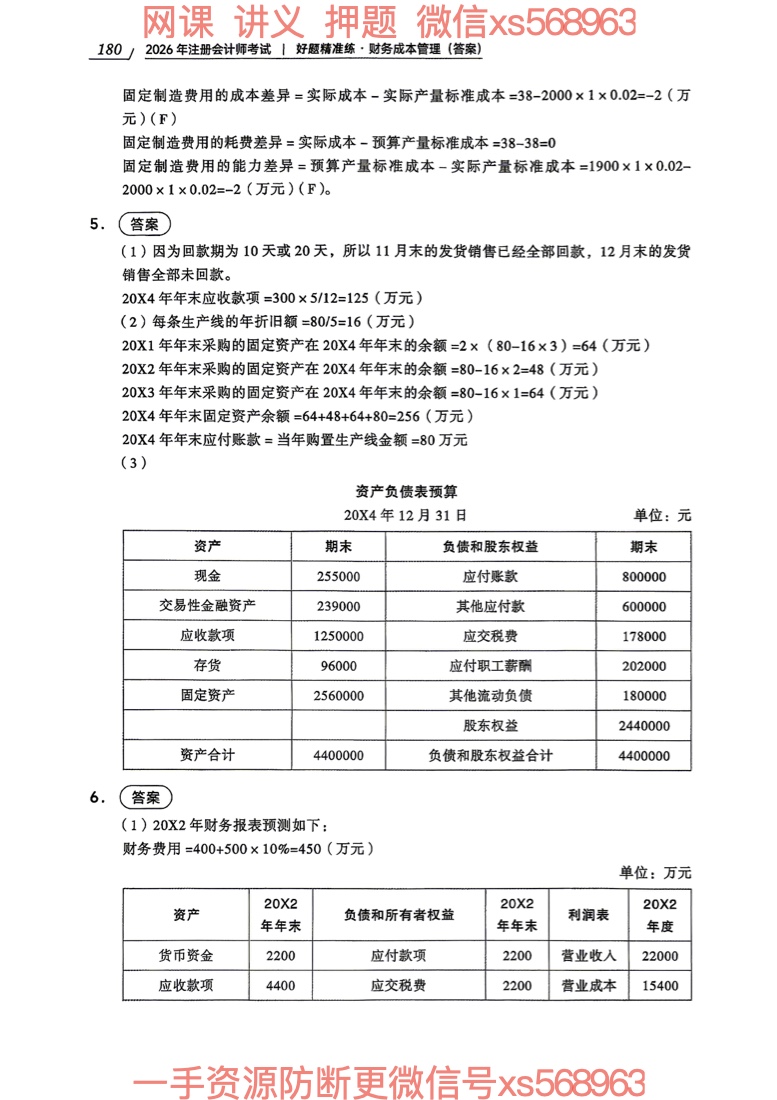 网课 讲义 押题 微信xs568963
180 / 2026年注册会计师考试 | 好题精准练·财务成本管理(答案)
固定制造费用的成本差异=实际成本-实际产量标准成本=38-2000×1×0.02=-2(万
元)(F)
固定制造费用的耗费差异=实际成本-预算产量标准成本=38-38=0
固定制造费用的能力差异=预算产量标准成本-实际产量标准成本=1900×1×0.02-
2000×1×0.02=-2(万元)(F)。
5. 答案
(1)因为回款期为10天或20天,所以11月末的发货销售已经全部回款,12月末的发货
销售全部未回款。
20X4年年末应收款项=300×5/12=125(万元)
(2)每条生产线的年折旧额=80/5=16(万元)
20X1年年末采购的固定资产在20X4年年末的余额=2×(80-16×3)=64(万元)
20X2年年末采购的固定资产在20X4年年末的余额=80-16×2=48(万元)
20X3年年末采购的固定资产在20X4年年末的余额=80-16×1=64(万元)
20X4年年末固定资产余额=64+48+64+80=256(万元)
20X4年年末应付账款=当年购置生产线金额=80万元
(3)
资产负债表预算
20X4年12月31日 单位:元
资产 期末 负债和股东权益 期末
现金 255000 应付账款 800000
交易性金融资产 239000 其他应付款 600000
应收款项 1250000 应交税费 178000
存货 96000 应付职工薪酬 202000
固定资产 2560000 其他流动负债 180000
股东权益 2440000
资产合计 4400000 负债和股东权益合计 4400000
6. 答案
(1)20X2年财务报表预测如下:
财务费用=400+500×10%=450(万元)
单位:万元
资产 20X2年年末 负债和所有者权益 20X2年年末 利润表 20X2年度
货币资金 2200 应付款项 2200 营业收入 22000
应收款项 4400 应交税费 2200 营业成本 15400
一手资源防断更微信号xs568963